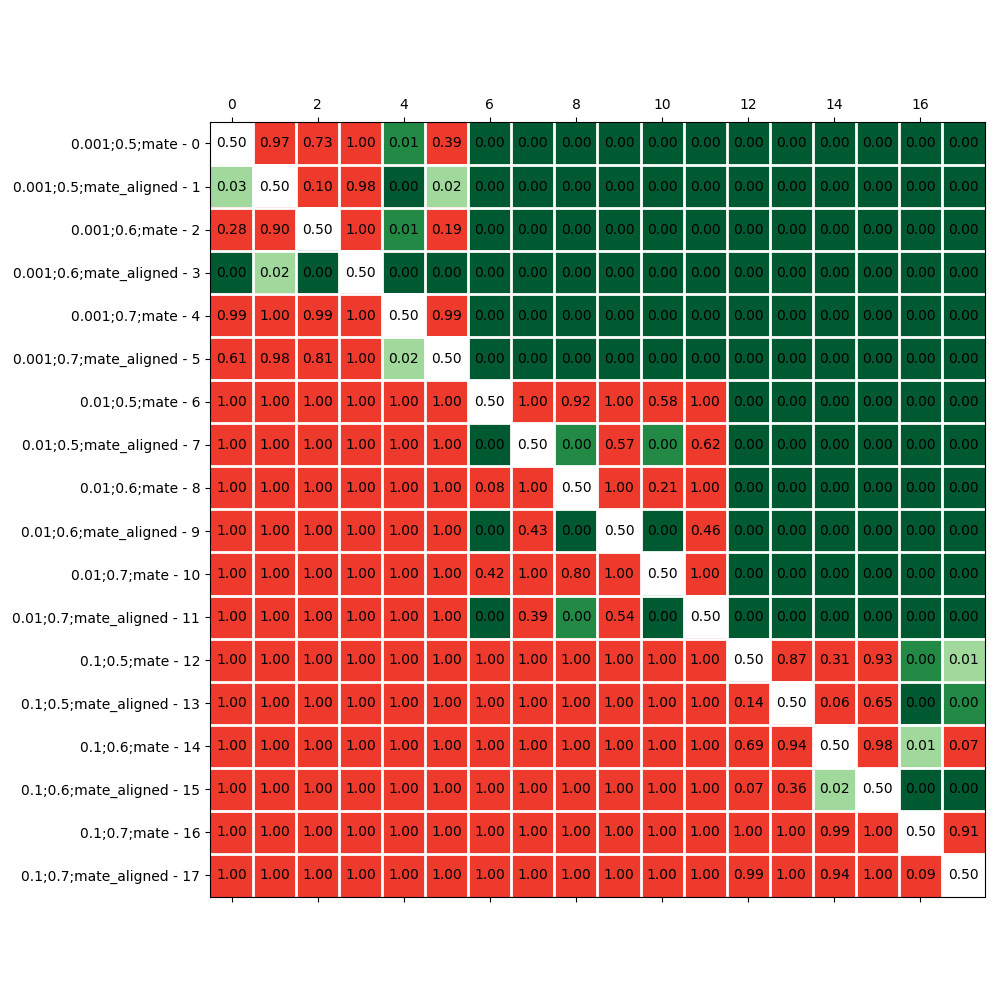 0 2 4 6 8 10 12 14 16
0.001;0.5;mate - 0 0.50 0.97 0.73 1.00 0.01 0.39 0.00 0.00 0.00 0.00 0.00 0.00 0.00 0.00 0.00 0.00 0.00 0.00
0.001;0.5;mate_aligned - 1 0.03 0.50 0.10 0.98 0.00 0.02 0.00 0.00 0.00 0.00 0.00 0.00 0.00 0.00 0.00 0.00 0.00 0.00
0.001;0.6;mate - 2 0.28 0.90 0.50 1.00 0.01 0.19 0.00 0.00 0.00 0.00 0.00 0.00 0.00 0.00 0.00 0.00 0.00 0.00
0.001;0.6;mate_aligned - 3 0.00 0.02 0.00 0.50 0.00 0.00 0.00 0.00 0.00 0.00 0.00 0.00 0.00 0.00 0.00 0.00 0.00 0.00
0.001;0.7;mate - 4 0.99 1.00 0.99 1.00 0.50 0.99 0.00 0.00 0.00 0.00 0.00 0.00 0.00 0.00 0.00 0.00 0.00 0.00
0.001;0.7;mate_aligned - 5 0.61 0.98 0.81 1.00 0.02 0.50 0.00 0.00 0.00 0.00 0.00 0.00 0.00 0.00 0.00 0.00 0.00 0.00
0.01;0.5;mate - 6 1.00 1.00 1.00 1.00 1.00 1.00 0.50 1.00 0.92 1.00 0.58 1.00 0.00 0.00 0.00 0.00 0.00 0.00
0.01;0.5;mate_aligned - 7 1.00 1.00 1.00 1.00 1.00 1.00 0.00 0.50 0.00 0.57 0.00 0.62 0.00 0.00 0.00 0.00 0.00 0.00
0.01;0.6;mate - 8 1.00 1.00 1.00 1.00 1.00 1.00 0.08 1.00 0.50 1.00 0.21 1.00 0.00 0.00 0.00 0.00 0.00 0.00
0.01;0.6;mate_aligned - 9 1.00 1.00 1.00 1.00 1.00 1.00 0.00 0.43 0.00 0.50 0.00 0.46 0.00 0.00 0.00 0.00 0.00 0.00
0.01;0.7;mate - 10 1.00 1.00 1.00 1.00 1.00 1.00 0.42 1.00 0.80 1.00 0.50 1.00 0.00 0.00 0.00 0.00 0.00 0.00
0.01;0.7;mate_aligned - 11 1.00 1.00 1.00 1.00 1.00 1.00 0.00 0.39 0.00 0.54 0.00 0.50 0.00 0.00 0.00 0.00 0.00 0.00
0.1;0.5;mate - 12 1.00 1.00 1.00 1.00 1.00 1.00 1.00 1.00 1.00 1.00 1.00 1.00 0.50 0.87 0.31 0.93 0.00 0.01
0.1;0.5;mate_aligned - 13 1.00 1.00 1.00 1.00 1.00 1.00 1.00 1.00 1.00 1.00 1.00 1.00 0.14 0.50 0.06 0.65 0.00 0.00
0.1;0.6;mate - 14 1.00 1.00 1.00 1.00 1.00 1.00 1.00 1.00 1.00 1.00 1.00 1.00 0.69 0.94 0.50 0.98 0.01 0.07
0.1;0.6;mate_aligned - 15 1.00 1.00 1.00 1.00 1.00 1.00 1.00 1.00 1.00 1.00 1.00 1.00 0.07 0.36 0.02 0.50 0.00 0.00
0.1;0.7;mate - 16 1.00 1.00 1.00 1.00 1.00 1.00 1.00 1.00 1.00 1.00 1.00 1.00 1.00 1.00 0.99 1.00 0.50 0.91
0.1;0.7;mate_aligned - 17 1.00 1.00 1.00 1.00 1.00 1.00 1.00 1.00 1.00 1.00 1.00 1.00 0.99 1.00 0.94 1.00 0.09 0.50